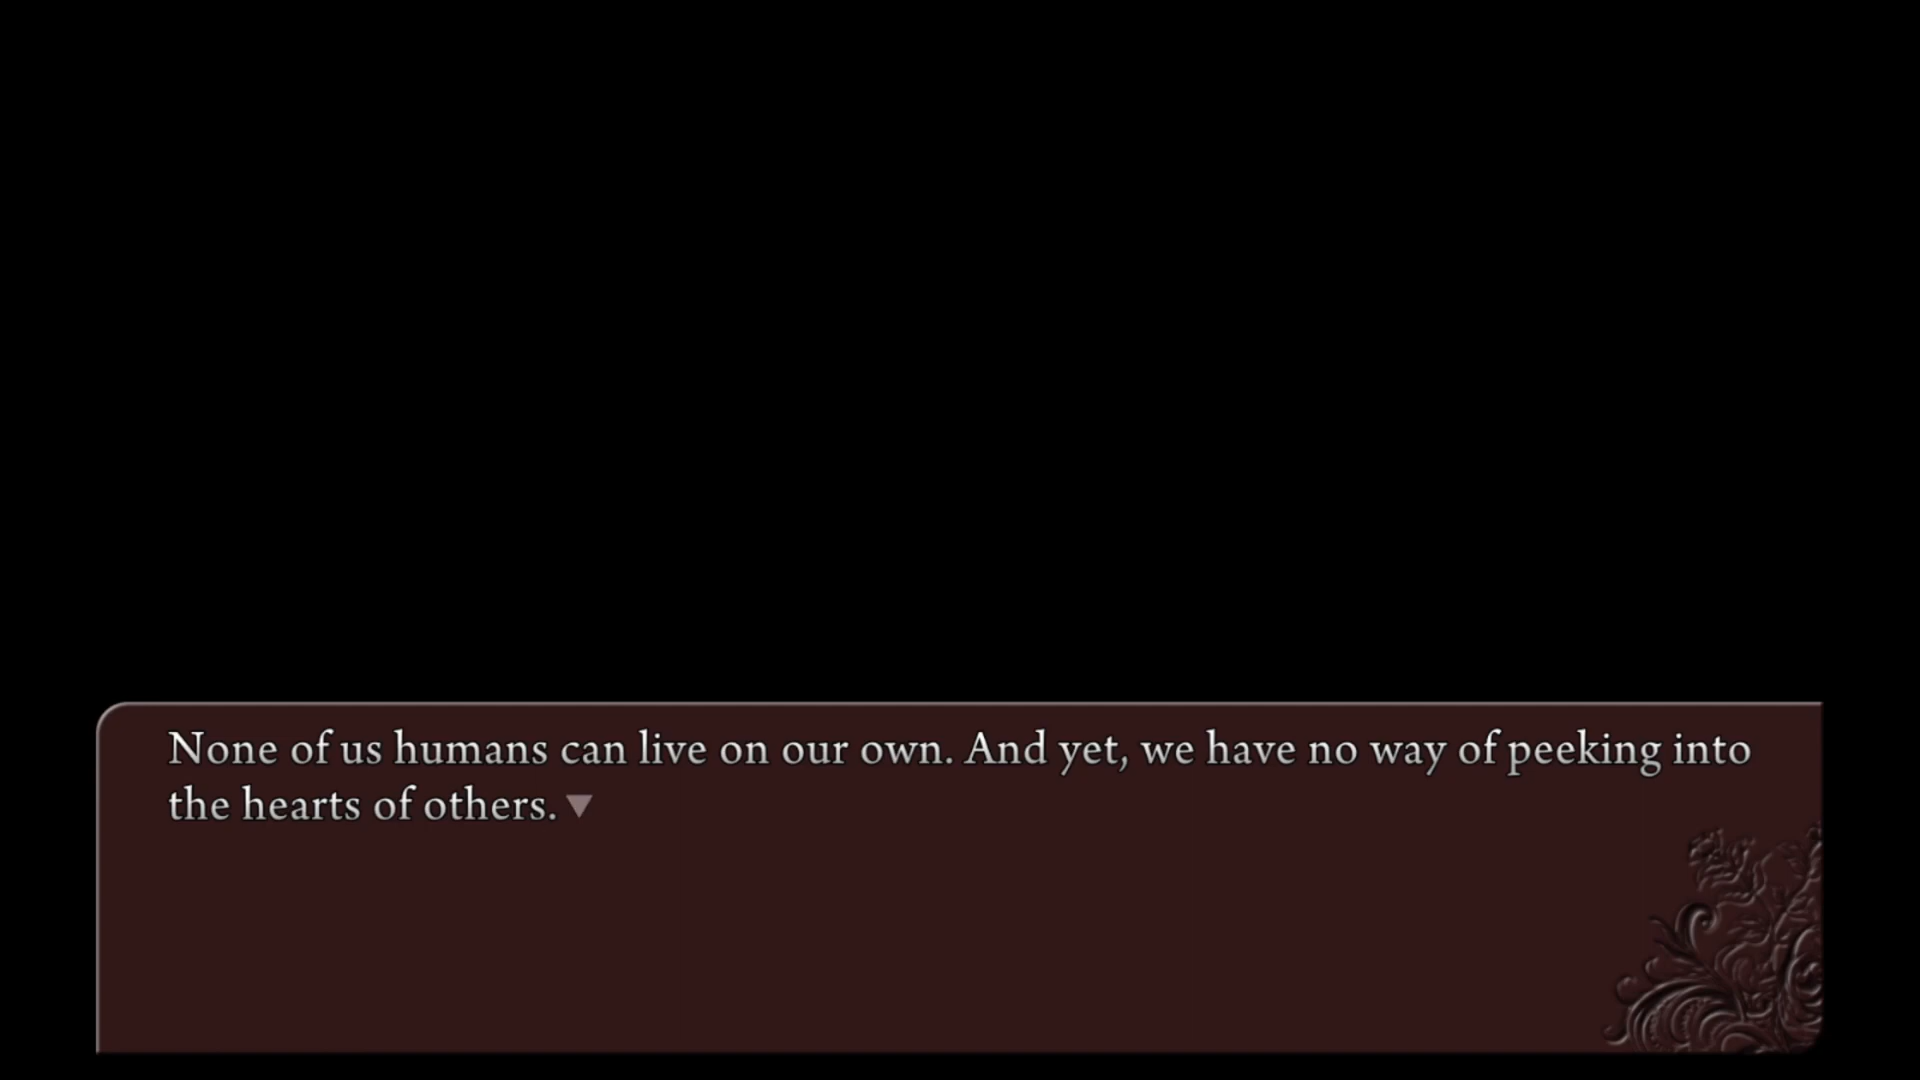 None of us humans can live on our own. And yet, we have no way of peeking into
the hearts of others.